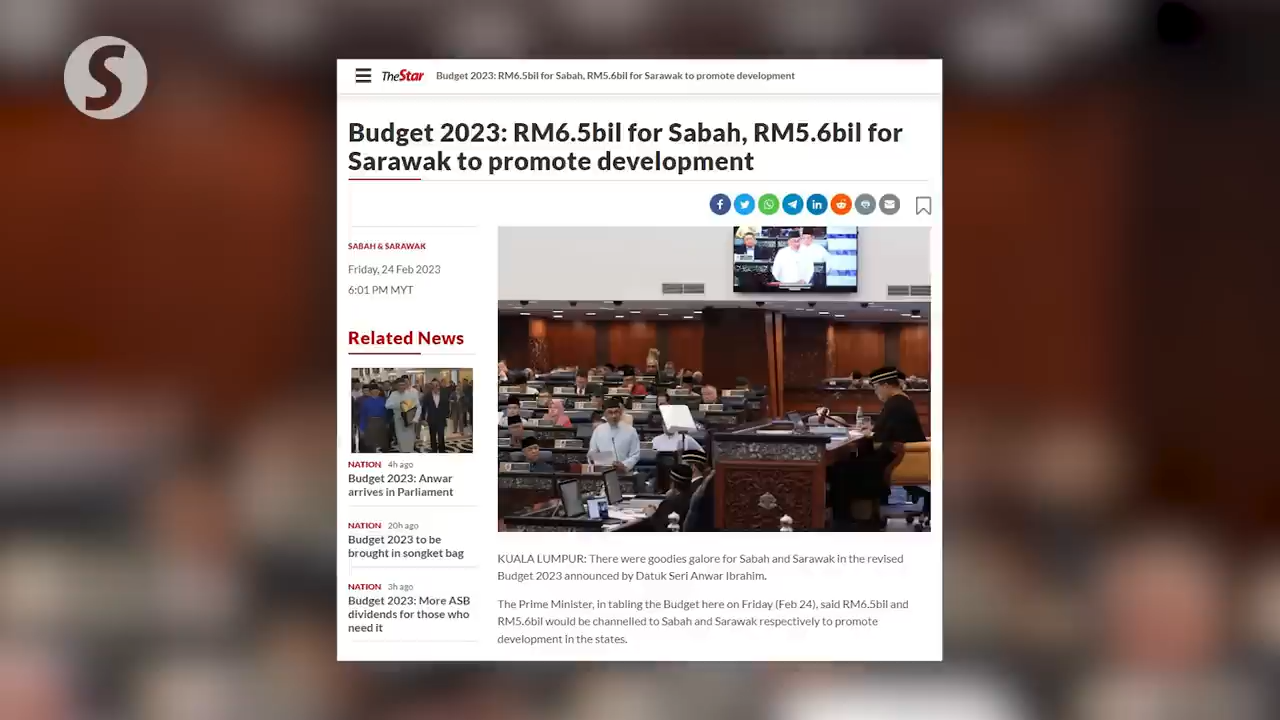 S
TheStar Budget 2023: RM6.5bil for Sabah, RM5.6bil for Sarawak to promote development
Budget 2023: RM6.5bil for Sabah, RM5.6bil for
Sarawak to promote development
SABAH & SARAWAK
Friday, 24 Feb 2023
6:01 PM MYT
Related News
NATION 4h ago
Budget 2023: Anwar
arrives in Parliament
NATION 20h ago
Budget 2023 to be
brought in songket bag
NATION 3h ago
Budget 2023: More ASB
dividends for those who
need it
KUALA LUMPUR: There were goodies galore for Sabah and Sarawak in the revised
Budget 2023 announced by Datuk Seri Anwar Ibrahim.
The Prime Minister, in tabling the Budget here on Friday (Feb 24), said RM6.5bil and
RM5.6bil would be channelled to Sabah and Sarawak respectively to promote
development in the states.